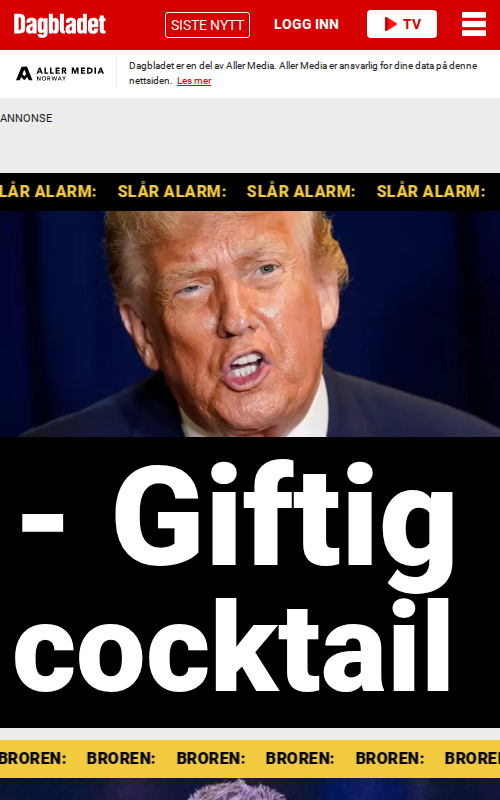 Dagbladet
SISTE NYTT
LOGG INN
TV
ALLER MEDIA
NORWAY
Dagbladet er en del av Aller Media. Aller Media er ansvarlig for dine data på denne
nettsiden. Les mer
ANNONSE
LÅR ALARM: SLÅR ALARM: SLÅR ALARM: SLÅR ALARM:
- Giftig
cocktail
BROREN: BROREN: BROREN: BROREN: BROREN: BRORE